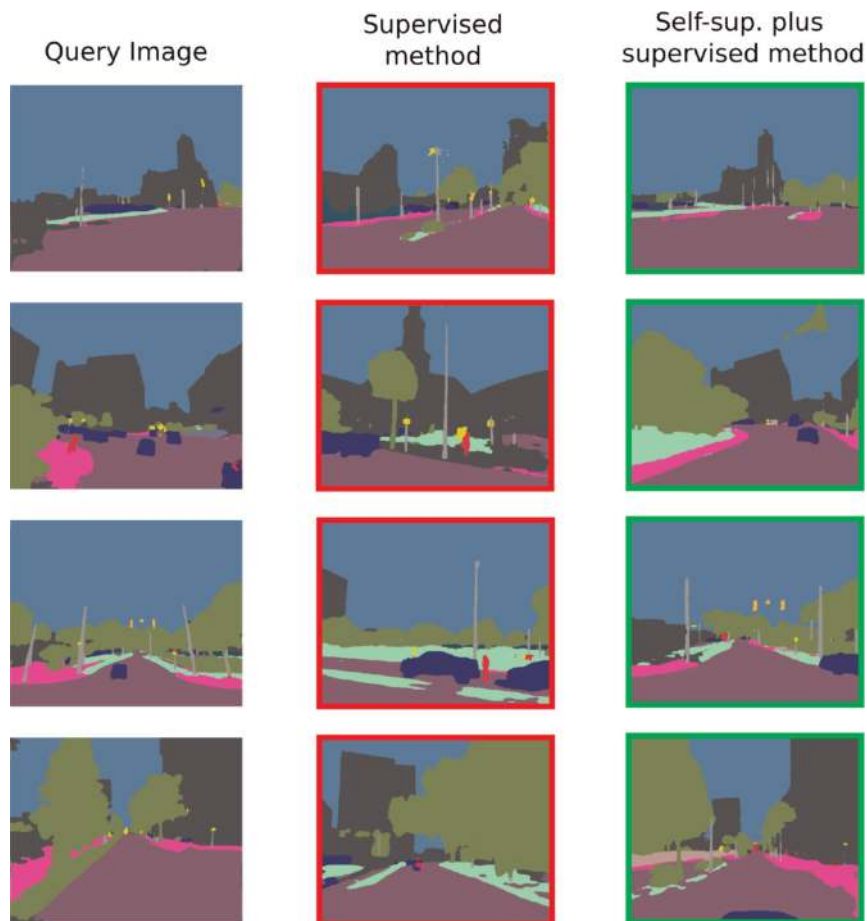 Query Image
Supervised
method
Self-sup. plus
supervised method